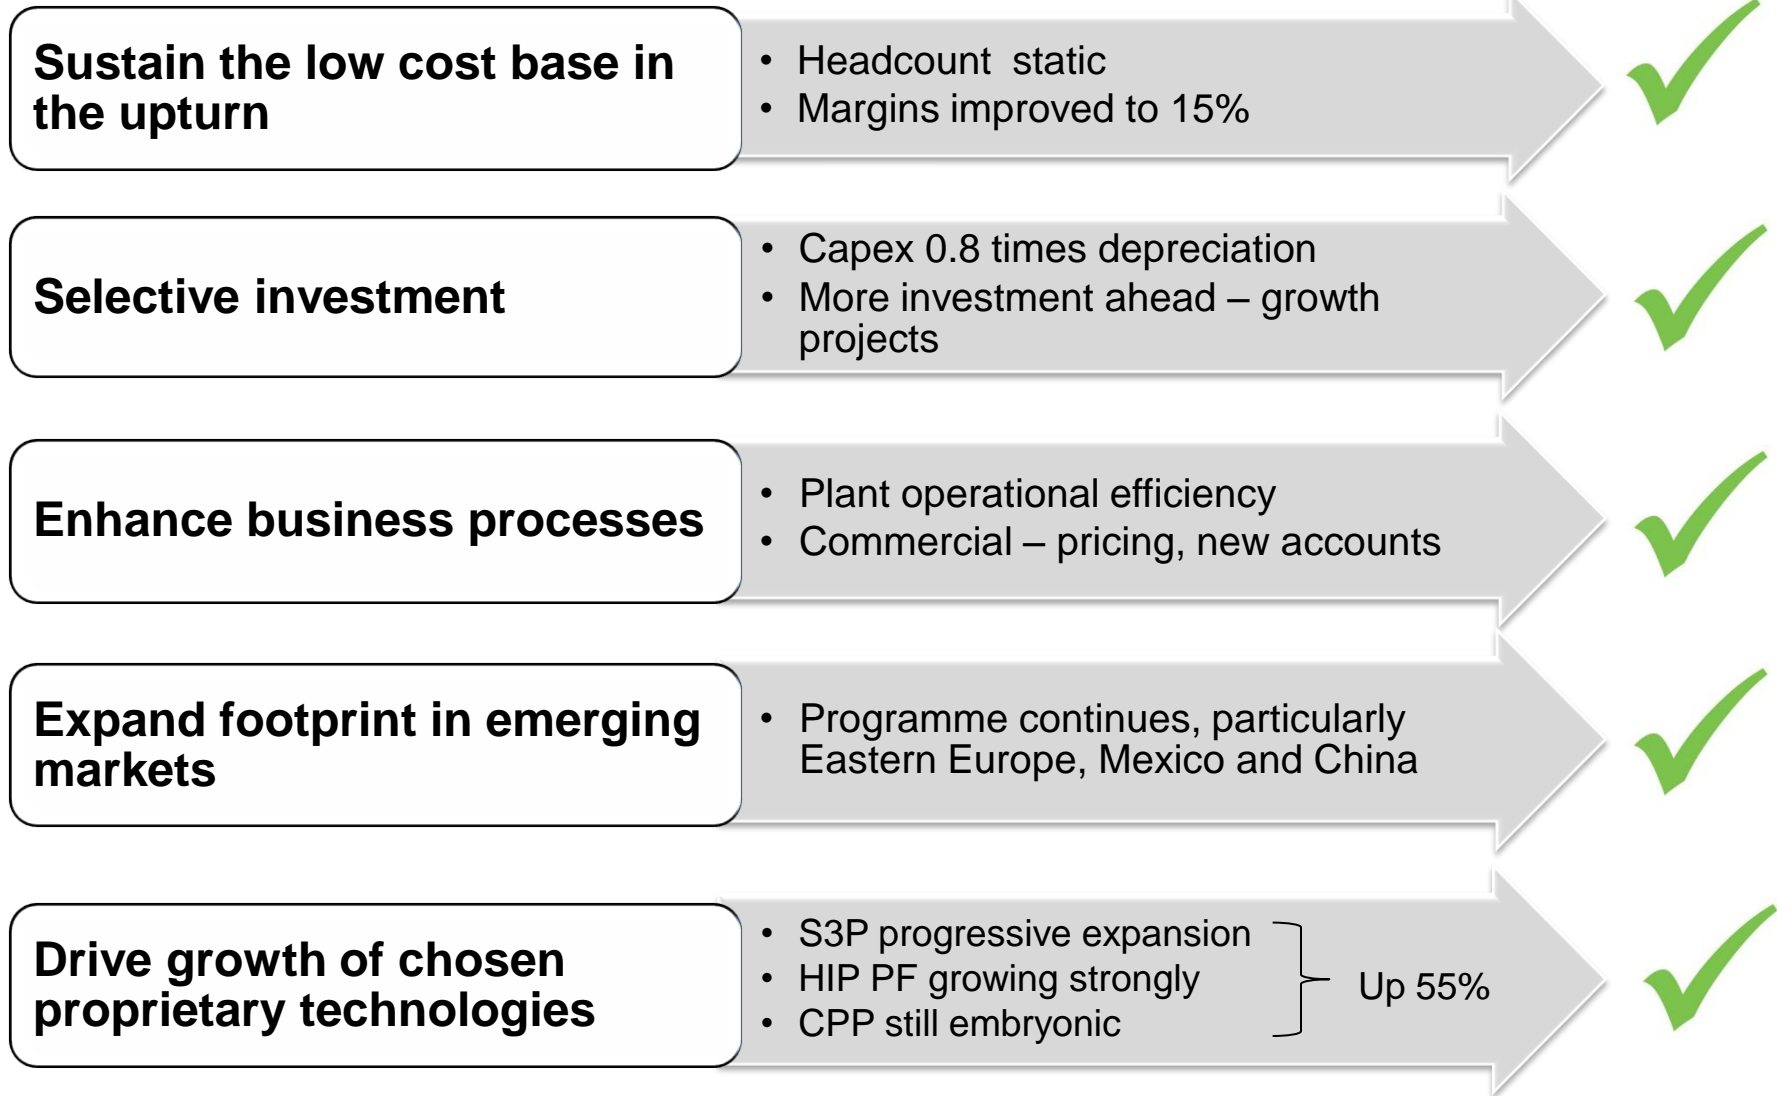 Sustain the low cost base in
the upturn
• Headcount static
• Margins improved to 15%
Selective investment
• Capex 0.8 times depreciation
• More investment ahead – growth
projects
Enhance business processes
• Plant operational efficiency
• Commercial – pricing, new accounts
Expand footprint in emerging
markets
• Programme continues, particularly
Eastern Europe, Mexico and China
Drive growth of chosen
proprietary technologies
• S3P progressive expansion
• HIP PF growing strongly
• CPP still embryonic
Up 55%